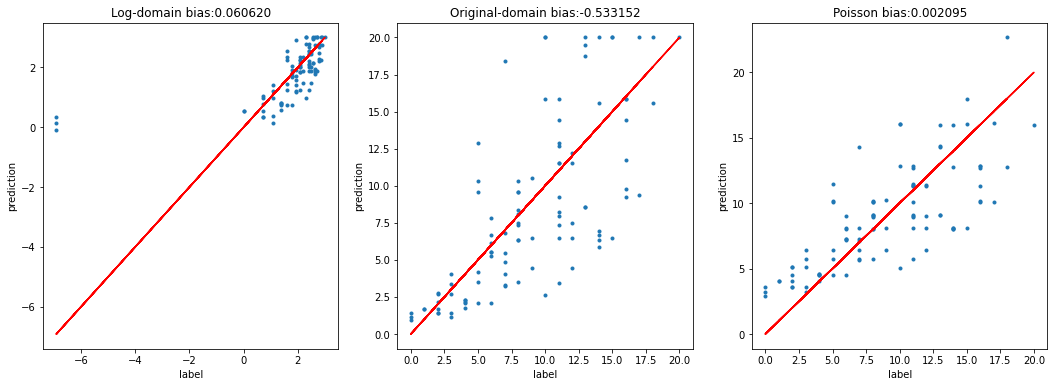 Log-domain bias:0.060620
2
0
−2
−4
−6
prediction
−6
−4
−2
0
2
label
Original-domain bias:-0.533152
20.0
17.5
15.0
12.5
10.0
7.5
5.0
2.5
0.0
prediction
0.0 2.5 5.0 7.5 10.0 12.5 15.0 17.5 20.0
label
Poisson bias:0.002095
20
15
10
5
0
prediction
0.0 2.5 5.0 7.5 10.0 12.5 15.0 17.5 20.0
label